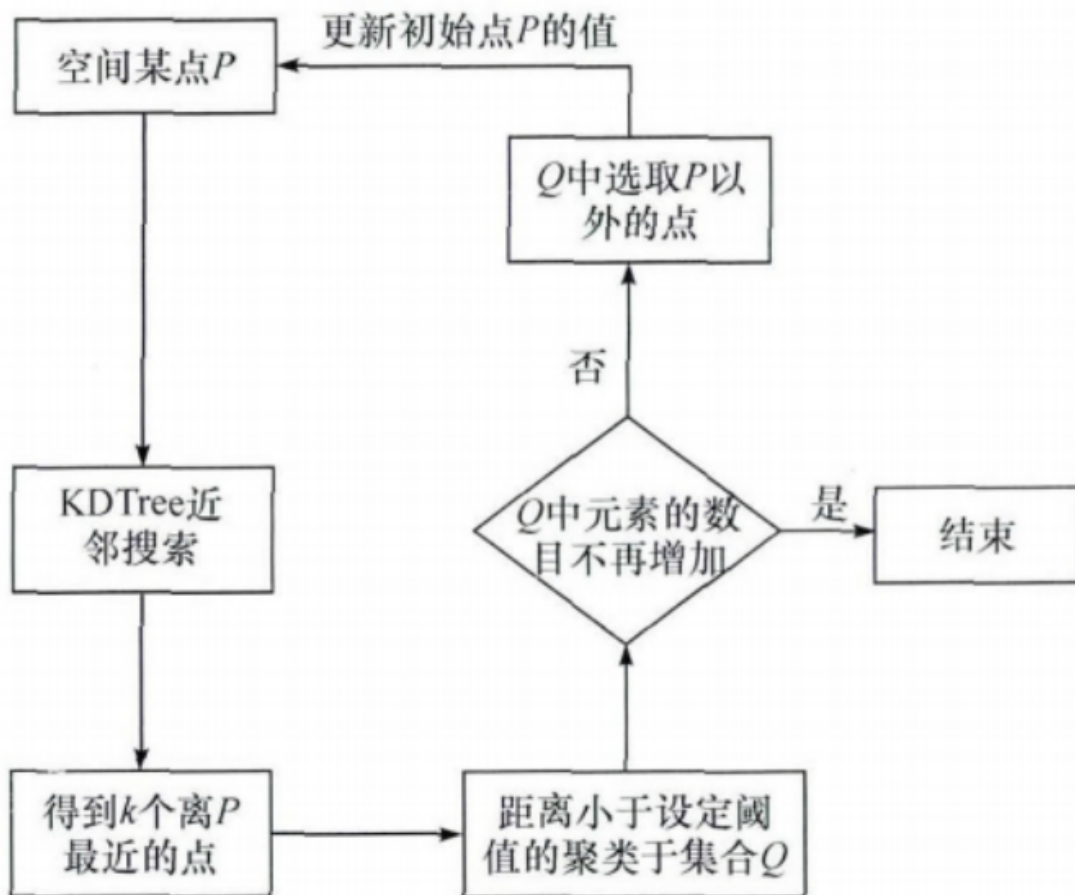 空间某点P
更新初始点P的值
Q中选取P以
外的点
否
KDTree近
邻搜索
Q中元素的数
目不再增加
是
结束
得到k个离P
最近的点
距离小于设定阈
值的聚类于集合Q